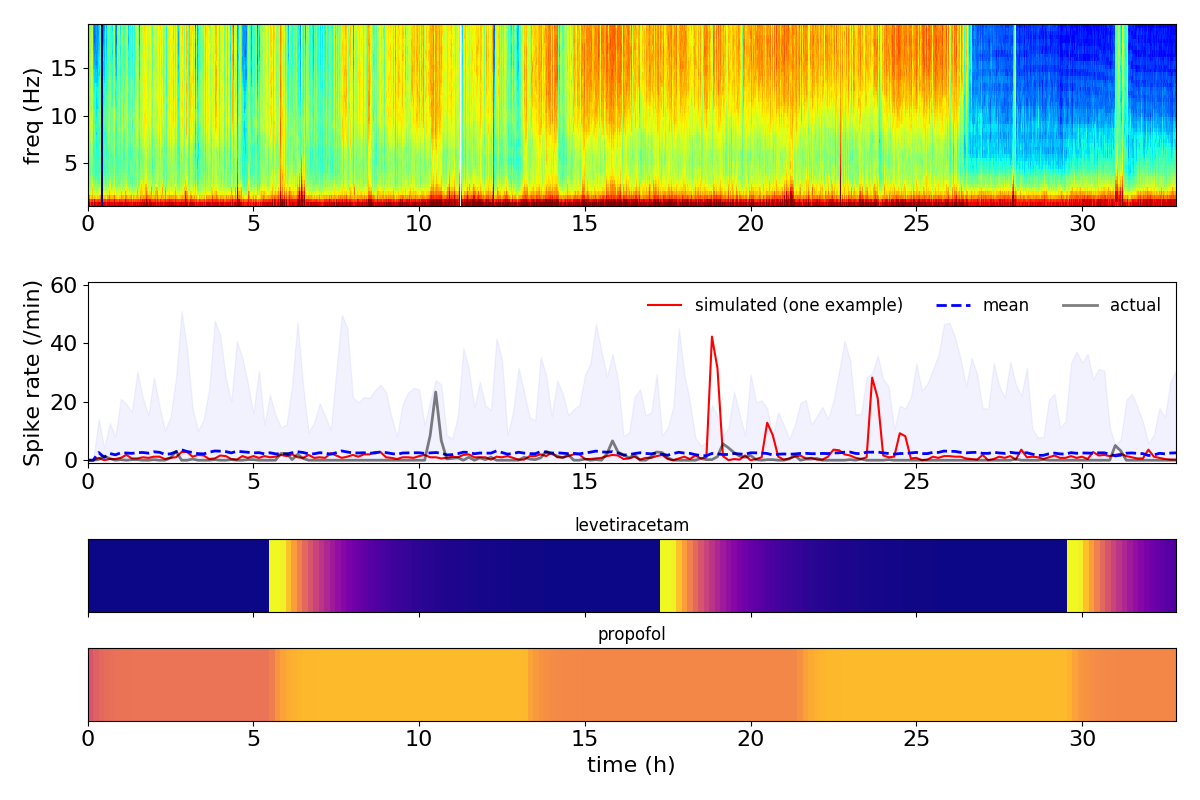 freq (Hz)
15
10
5
0 5 10 15 20 25 30
Spike rate (/min)
60
40
20
0
simulated (one example) mean actual
0 5 10 15 20 25 30
levetiracetam
propofol
0 5 10 15 20 25 30
time (h)